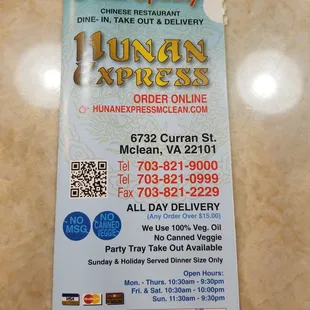 CHINESE RESTAURANT
DINE- IN, TAKE OUT & DELIVERY
HUNAN
EXPRESS
ORDER ONLINE
HUNANEXPRESSMCLEAN.COM
6732 Curran St.
Mclean, VA 22101
Tel 703-821-9000
Tel 703-821-0999
Fax 703-821-2229
ALL DAY DELIVERY
(Any Order Over $15.00)
NO MSG
NO CANNED VEGGIE
We Use 100% Veg. Oil
No Canned Veggie
Party Tray Take Out Available
Sunday & Holiday Served Dinner Size Only
Open Hours:
Mon. - Thurs. 10:30am - 9:30pm
Fri. & Sat. 10:30am - 10:00pm
Sun. 11:30am - 9:30pm
VISA